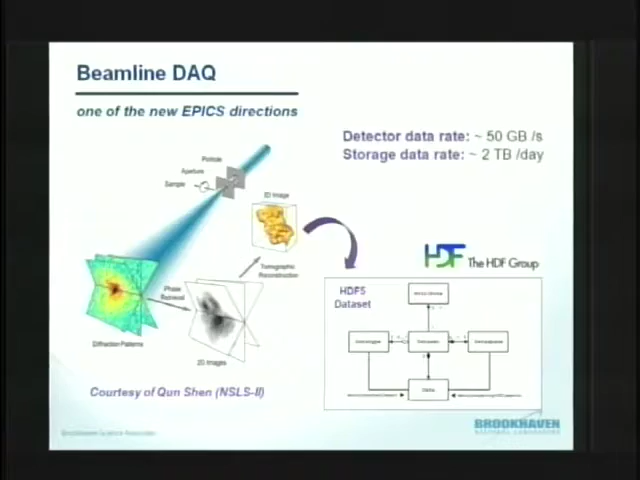 Beamline DAQ
one of the new EPICS directions
Detector data rate: ~ 50 GB /s
Storage data rate: ~ 2 TB /day
Pinhole
Aperture
Sample
3D Image
Phase
Retrieval
Tomographic
Reconstruction
Diffraction Patterns
2D Images
HDF The HDF Group
HDF5
Dataset
Courtesy of Qun Shen (NSLS-II)
Brookhaven Science Associates
BROOKHAVEN
NATIONAL LABORATORY